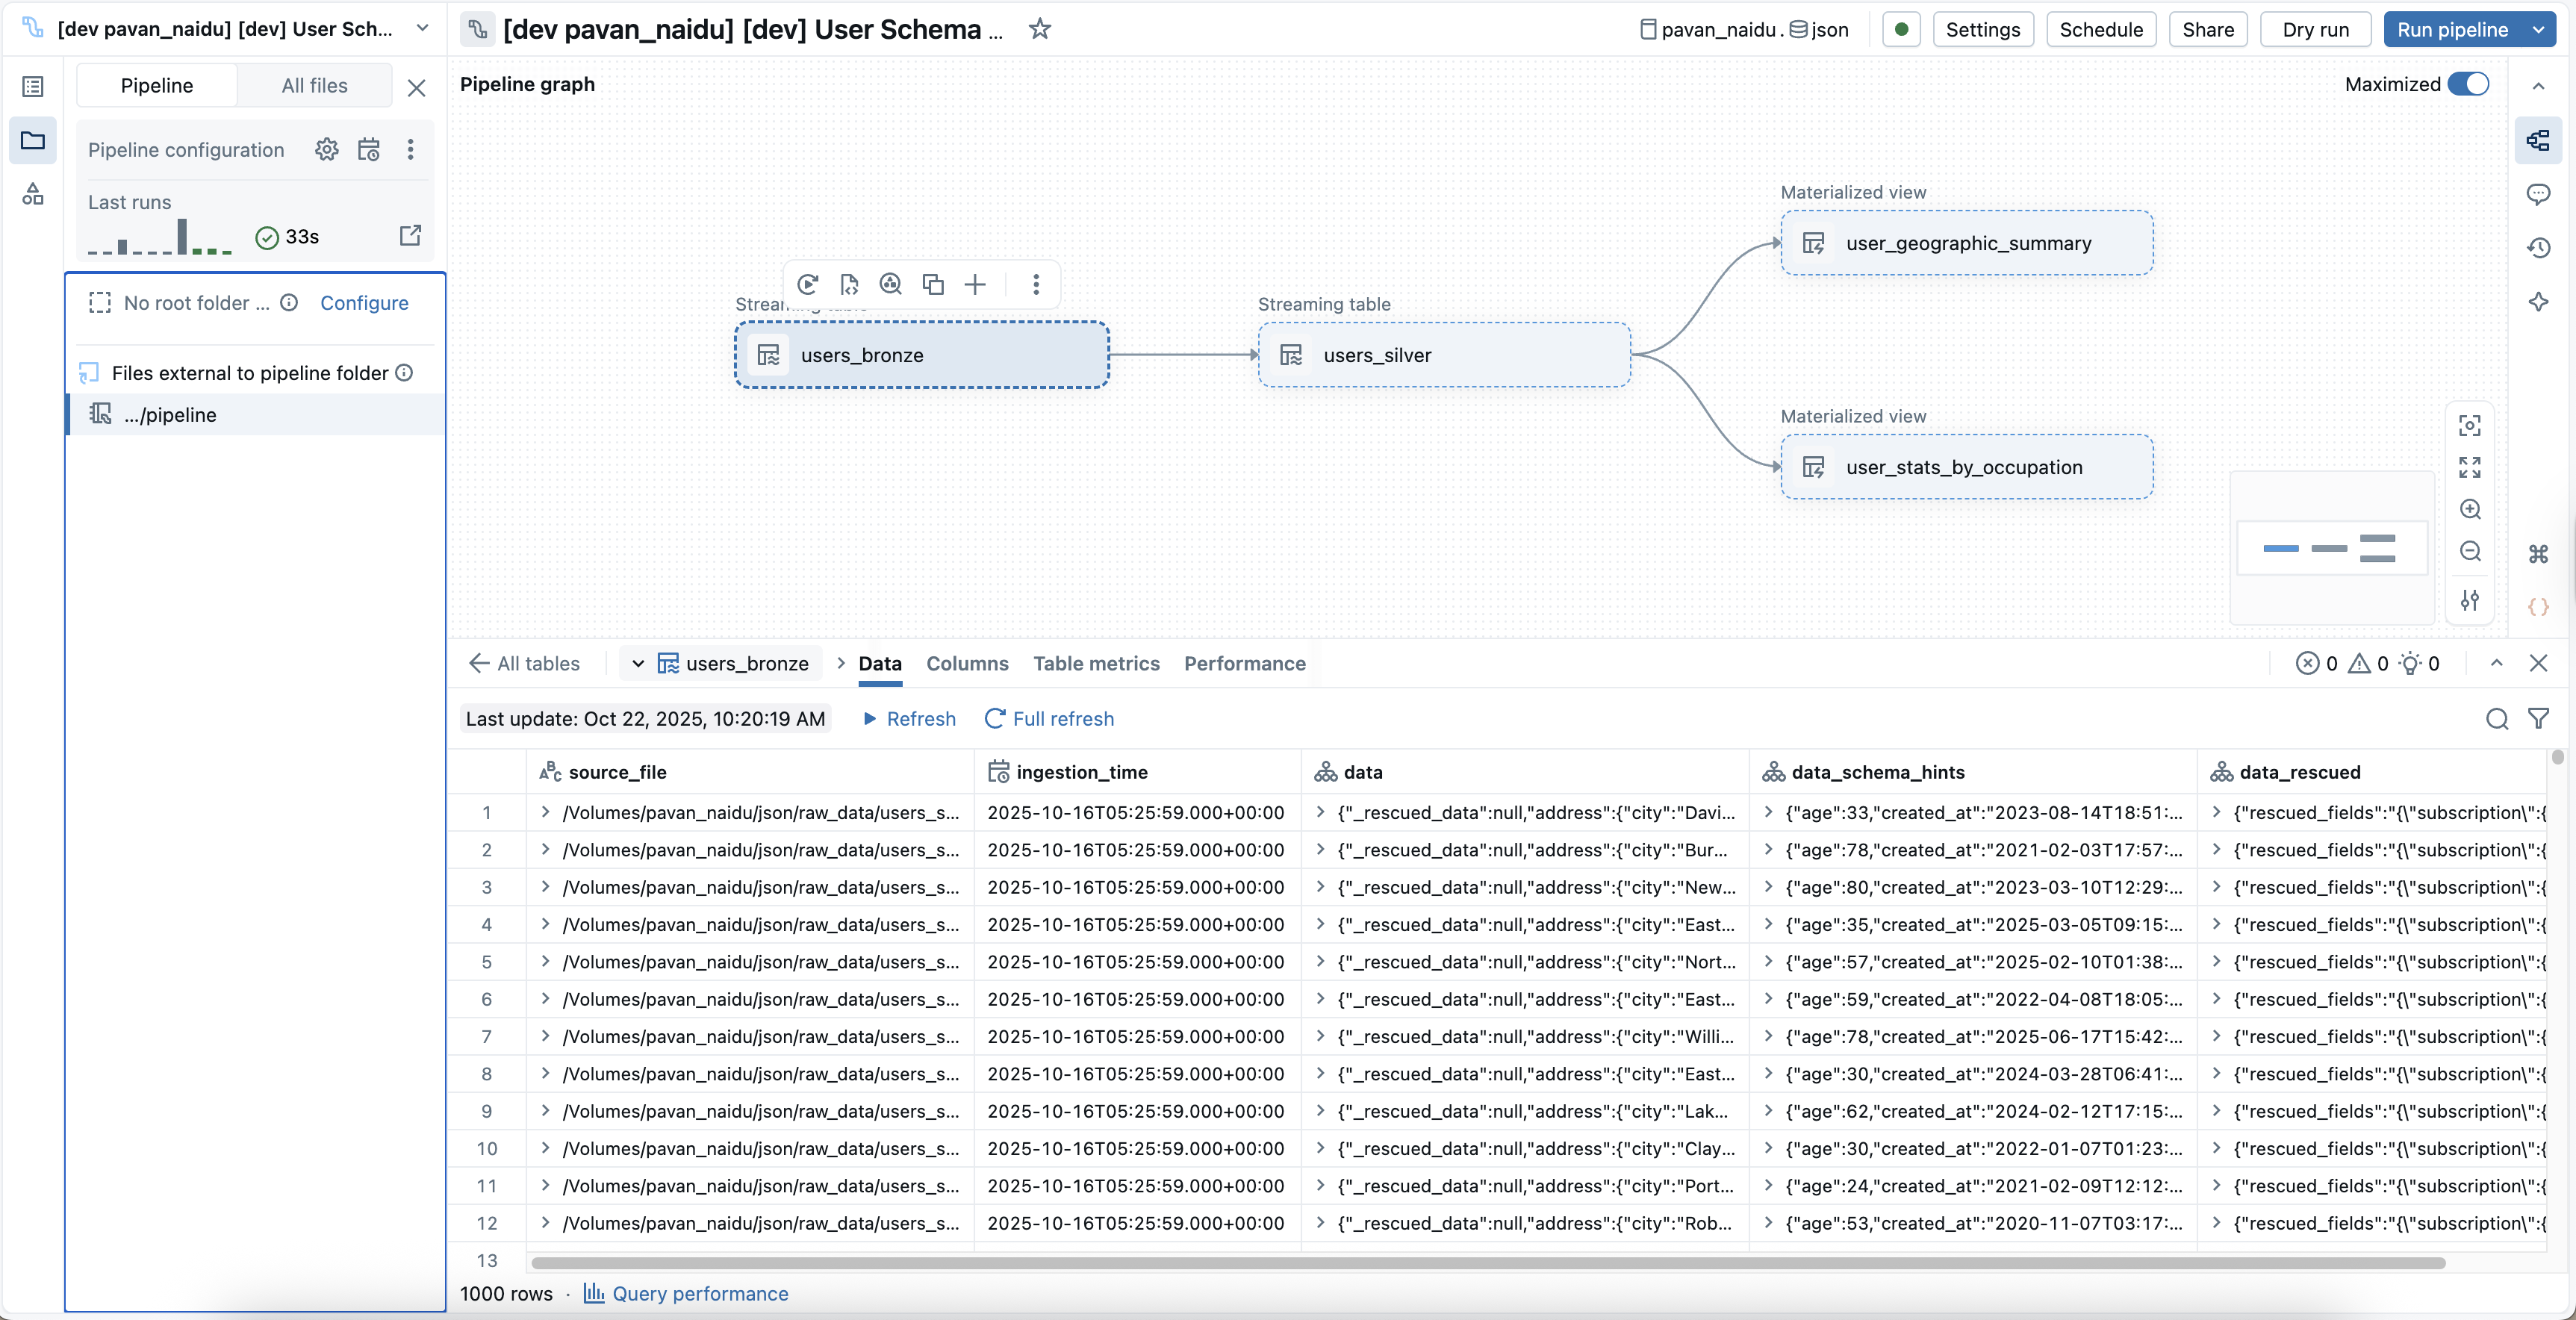 [dev pavan_naidu] [dev] User Sch...
[dev pavan_naidu] [dev] User Schema ...
pavan_naidu . json
Settings
Schedule
Share
Dry run
Run pipeline
Pipeline
All files
Pipeline configuration
Last runs
33s
No root folder ...
Configure
Files external to pipeline folder
.../pipeline
Pipeline graph
Maximized
Streaming table
users_bronze
Streaming table
users_silver
Materialized view
user_geographic_summary
Materialized view
user_stats_by_occupation
All tables
users_bronze
Data
Columns
Table metrics
Performance
0
0
0
Last update: Oct 22, 2025, 10:20:19 AM
Refresh
Full refresh
source_file ingestion_time data data_schema_hints data_rescued
1 /Volumes/pavan_naidu/json/raw_data/users_s... 2025-10-16T05:25:59.000+00:00 {"_rescued_data":null,"address":{"city":"Davi... {"age":33,"created_at":"2023-08-14T18:51:... {"rescued_fields":"{\"subscription\":{
2 /Volumes/pavan_naidu/json/raw_data/users_s... 2025-10-16T05:25:59.000+00:00 {"_rescued_data":null,"address":{"city":"Bur... {"age":78,"created_at":"2021-02-03T17:57:... {"rescued_fields":"{\"subscription\":{
3 /Volumes/pavan_naidu/json/raw_data/users_s... 2025-10-16T05:25:59.000+00:00 {"_rescued_data":null,"address":{"city":"New... {"age":80,"created_at":"2023-03-10T12:29:... {"rescued_fields":"{\"subscription\":{
4 /Volumes/pavan_naidu/json/raw_data/users_s... 2025-10-16T05:25:59.000+00:00 {"_rescued_data":null,"address":{"city":"East... {"age":35,"created_at":"2025-03-05T09:15:... {"rescued_fields":"{\"subscription\":{
5 /Volumes/pavan_naidu/json/raw_data/users_s... 2025-10-16T05:25:59.000+00:00 {"_rescued_data":null,"address":{"city":"Nort... {"age":57,"created_at":"2025-02-10T01:38:... {"rescued_fields":"{\"subscription\":{
6 /Volumes/pavan_naidu/json/raw_data/users_s... 2025-10-16T05:25:59.000+00:00 {"_rescued_data":null,"address":{"city":"East... {"age":59,"created_at":"2022-04-08T18:05:... {"rescued_fields":"{\"subscription\":{
7 /Volumes/pavan_naidu/json/raw_data/users_s... 2025-10-16T05:25:59.000+00:00 {"_rescued_data":null,"address":{"city":"Willi... {"age":78,"created_at":"2025-06-17T15:42:... {"rescued_fields":"{\"subscription\":{
8 /Volumes/pavan_naidu/json/raw_data/users_s... 2025-10-16T05:25:59.000+00:00 {"_rescued_data":null,"address":{"city":"East... {"age":30,"created_at":"2024-03-28T06:41:... {"rescued_fields":"{\"subscription\":{
9 /Volumes/pavan_naidu/json/raw_data/users_s... 2025-10-16T05:25:59.000+00:00 {"_rescued_data":null,"address":{"city":"Lak... {"age":62,"created_at":"2024-02-12T17:15:... {"rescued_fields":"{\"subscription\":{
10 /Volumes/pavan_naidu/json/raw_data/users_s... 2025-10-16T05:25:59.000+00:00 {"_rescued_data":null,"address":{"city":"Clay... {"age":30,"created_at":"2022-01-07T01:23:... {"rescued_fields":"{\"subscription\":{
11 /Volumes/pavan_naidu/json/raw_data/users_s... 2025-10-16T05:25:59.000+00:00 {"_rescued_data":null,"address":{"city":"Port... {"age":24,"created_at":"2021-02-09T12:12:... {"rescued_fields":"{\"subscription\":{
12 /Volumes/pavan_naidu/json/raw_data/users_s... 2025-10-16T05:25:59.000+00:00 {"_rescued_data":null,"address":{"city":"Rob... {"age":53,"created_at":"2020-11-07T03:17:... {"rescued_fields":"{\"subscription\":{
13
1000 rows · Query performance